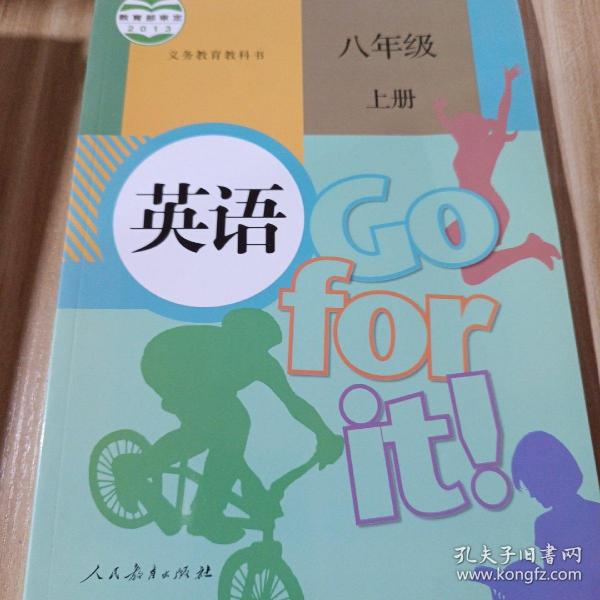 教育部审定
2013
义务教育教科书
八年级
上册
英语
Go
for
it!
人民教育出版社
孔夫子旧书网
www.kongfz.com